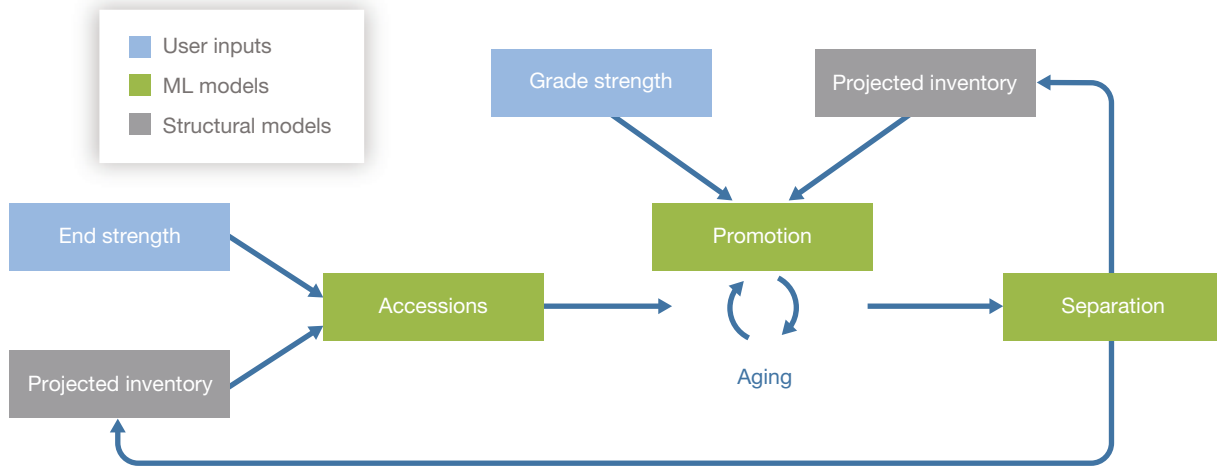 User inputs
ML models
Structural models
Grade strength
Projected inventory
End strength
Promotion
Accessions
Separation
Projected inventory
Aging